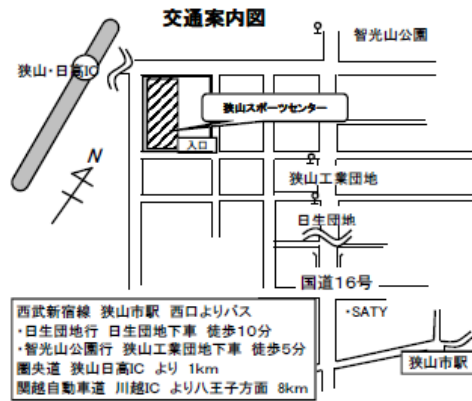 交通案内図
智光山公園
狭山・日高IC
狭山スポーツセンター
入口
N
狭山工業団地
日生団地
国道16号
・SATY
狭山市駅
西武新宿線 狭山市駅 西口よりバス
・日生団地行 日生団地下車 徒歩10分
・智光山公園行 狭山工業団地下車 徒歩5分
圏央道 狭山日高IC より 1km
関越自動車道 川越IC より八王子方面 8km